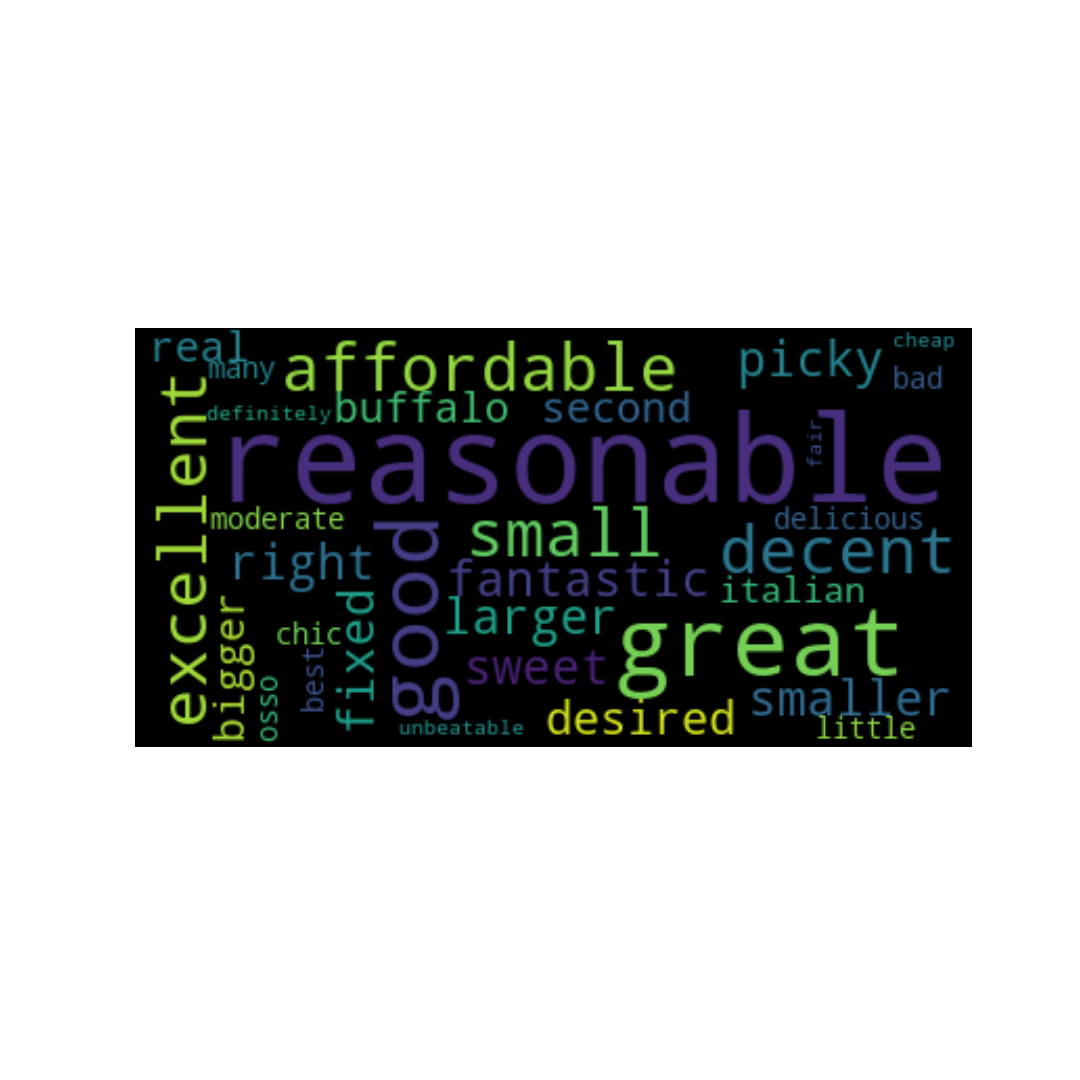 real
many
affordable
picky
cheap
bad
definitely
buffalo
second
excellent
reasonable
fair
moderate
good
small
delicious
decent
right
fantastic
italian
bigger
chic
fixed
larger
great
osso
best
sweet
smaller
desired
unbeatable
little